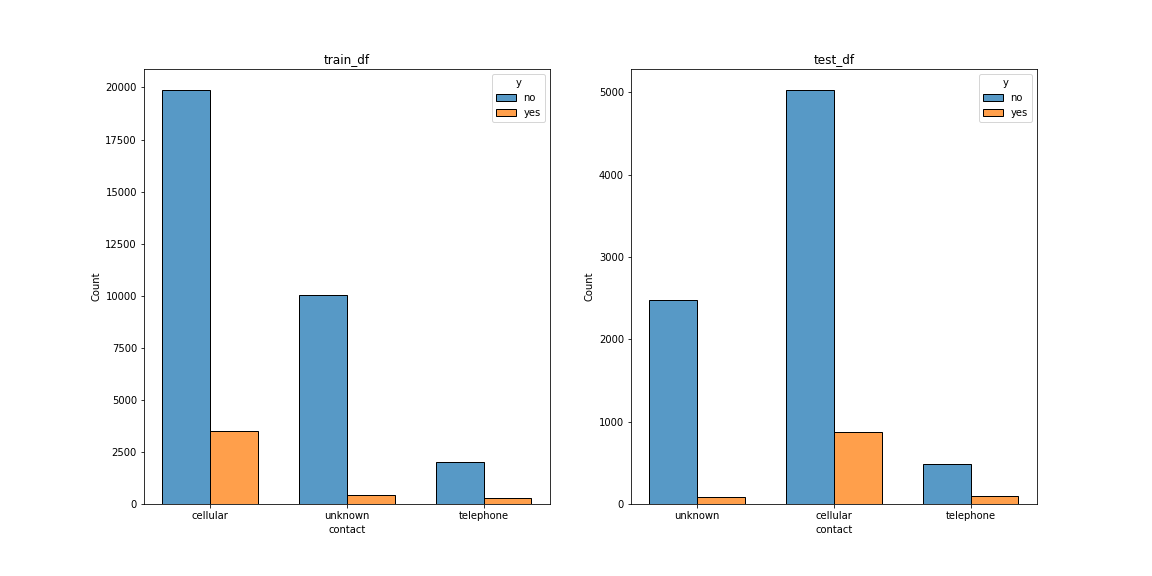 train_df
y
no
yes
20000
17500
15000
12500
10000
7500
5000
2500
0
Count
cellular
unknown
telephone
contact
test_df
y
no
yes
5000
4000
3000
2000
1000
0
Count
unknown
cellular
telephone
contact